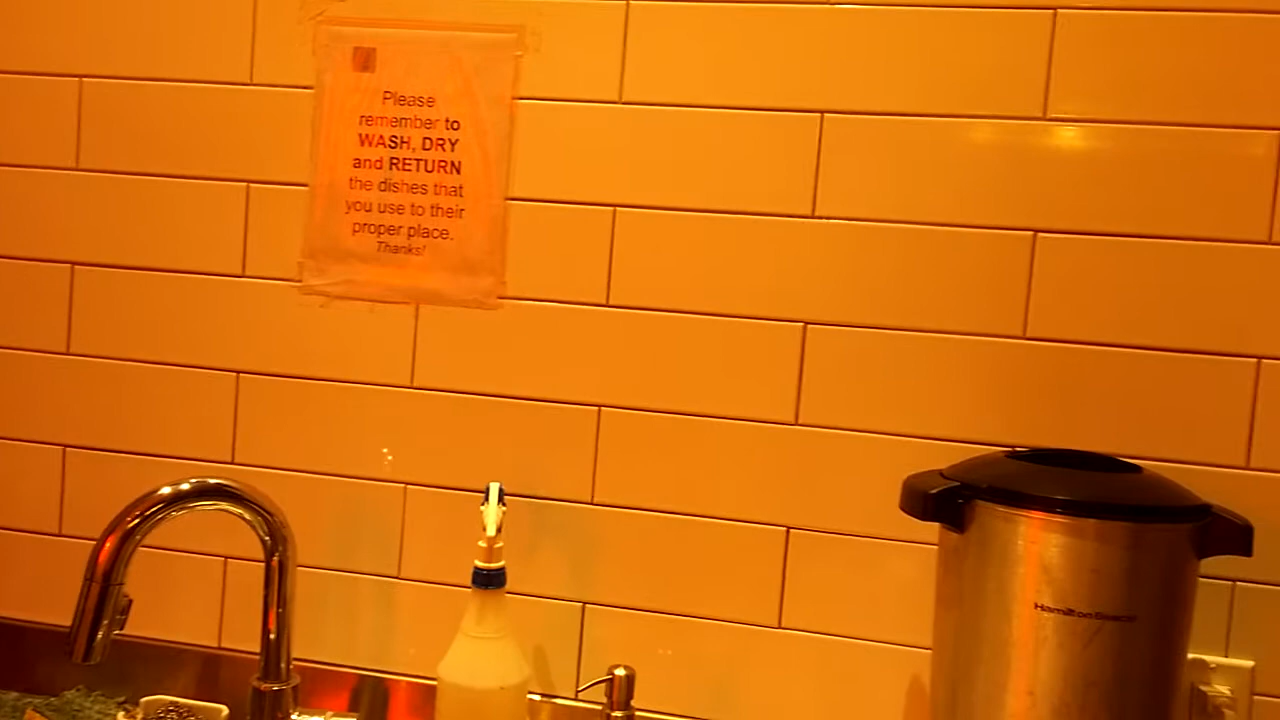 Please
remember to
WASH, DRY
and RETURN
the dishes that
you use to their
proper place.
Thanks!
Hamilton Beach